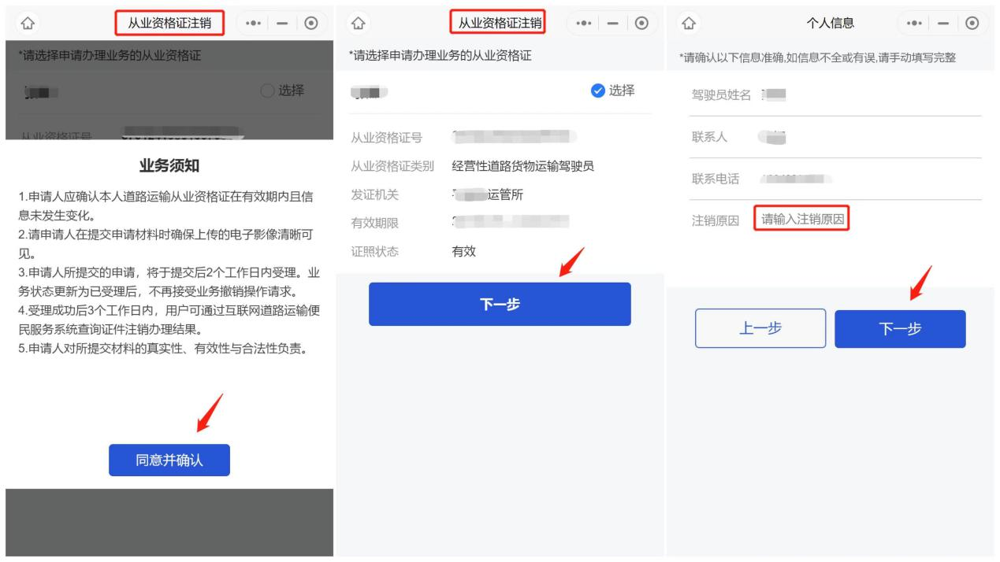 从业资格证注销
*请选择申请办理业务的从业资格证
选择
从业资格证号
业务须知
1.申请人应确认本人道路运输从业资格证在有效期内且信
息未发生变化。
2.请申请人在提交申请材料时确保上传的电子影像清晰可
见。
3.申请人所提交的申请，将于提交后2个工作日内受理。业
务状态更新为已受理后，不再接受业务撤销操作请求。
4.受理成功后3个工作日内，用户可通过互联网道路运输便
民服务系统查询证件注销办理结果。
5.申请人对所提交材料的真实性、有效性与合法性负责。
同意并确认
从业资格证注销
*请选择申请办理业务的从业资格证
选择
从业资格证号
从业资格证类别 经营性道路货物运输驾驶员
发证机关 运管所
有效期限
证照状态 有效
下一步
个人信息
*请确认以下信息准确,如信息不全或有误,请手动填写完整
驾驶员姓名
联系人
联系电话
注销原因 请输入注销原因
上一步 下一步